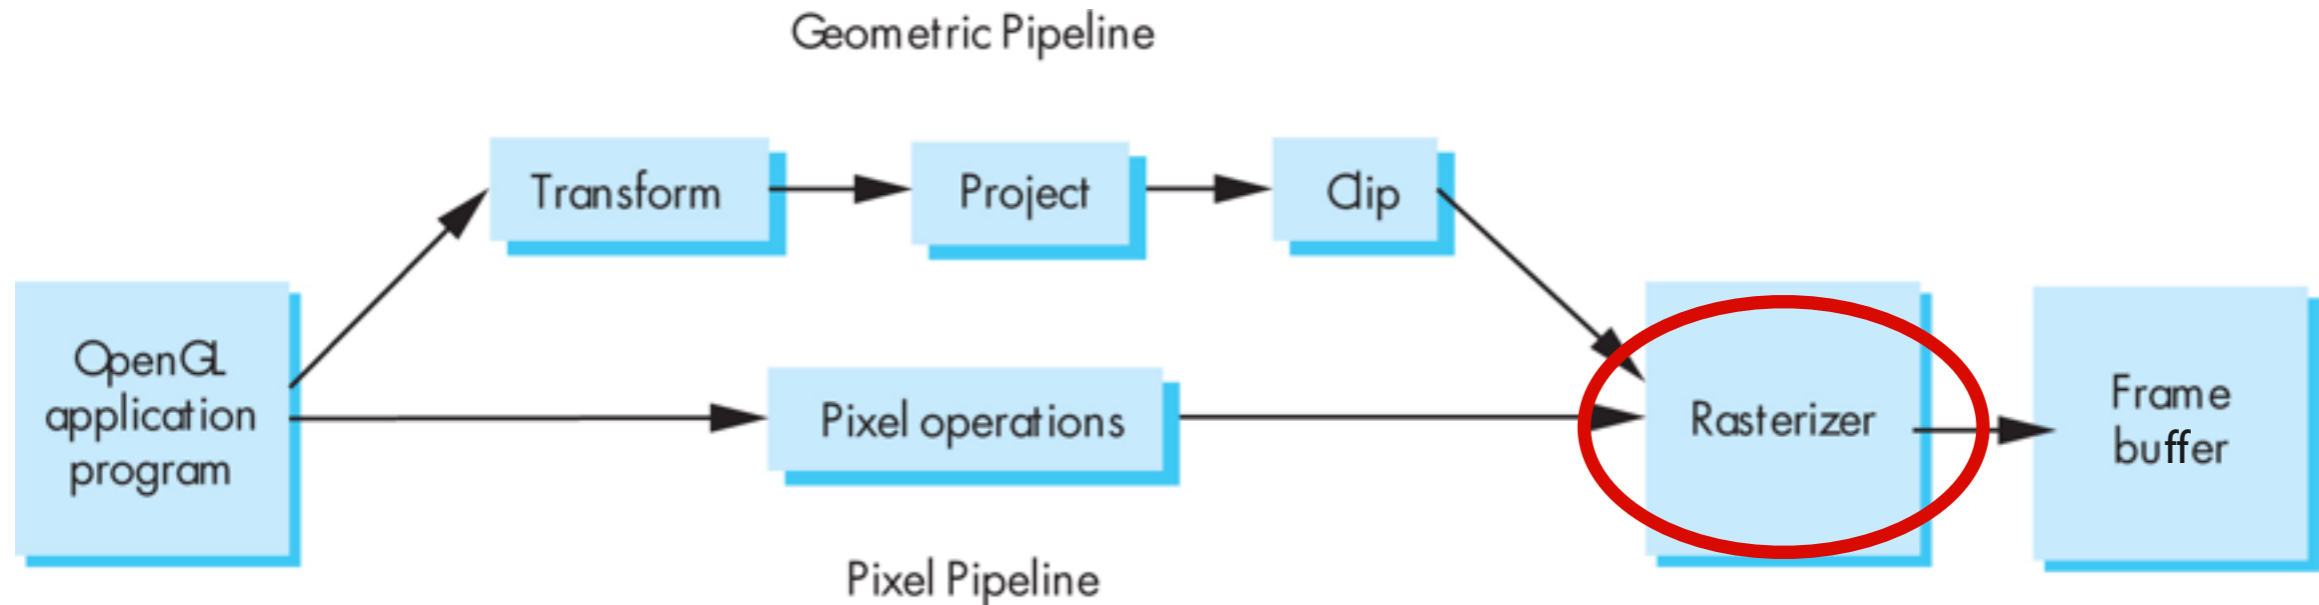 Geometric Pipeline
Transform
Project
Clip
OpenGL
application
program
Pixel operations
Rasterizer
Frame
buffer
Pixel Pipeline